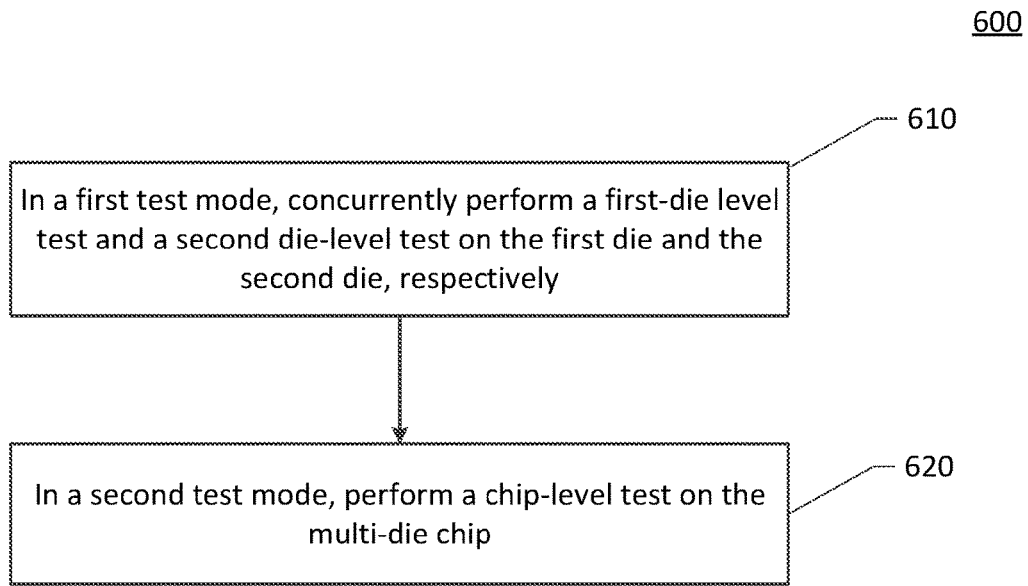 600
610
In a first test mode, concurrently perform a first-die level
test and a second die-level test on the first die and the
second die, respectively
620
In a second test mode, perform a chip-level test on the
multi-die chip